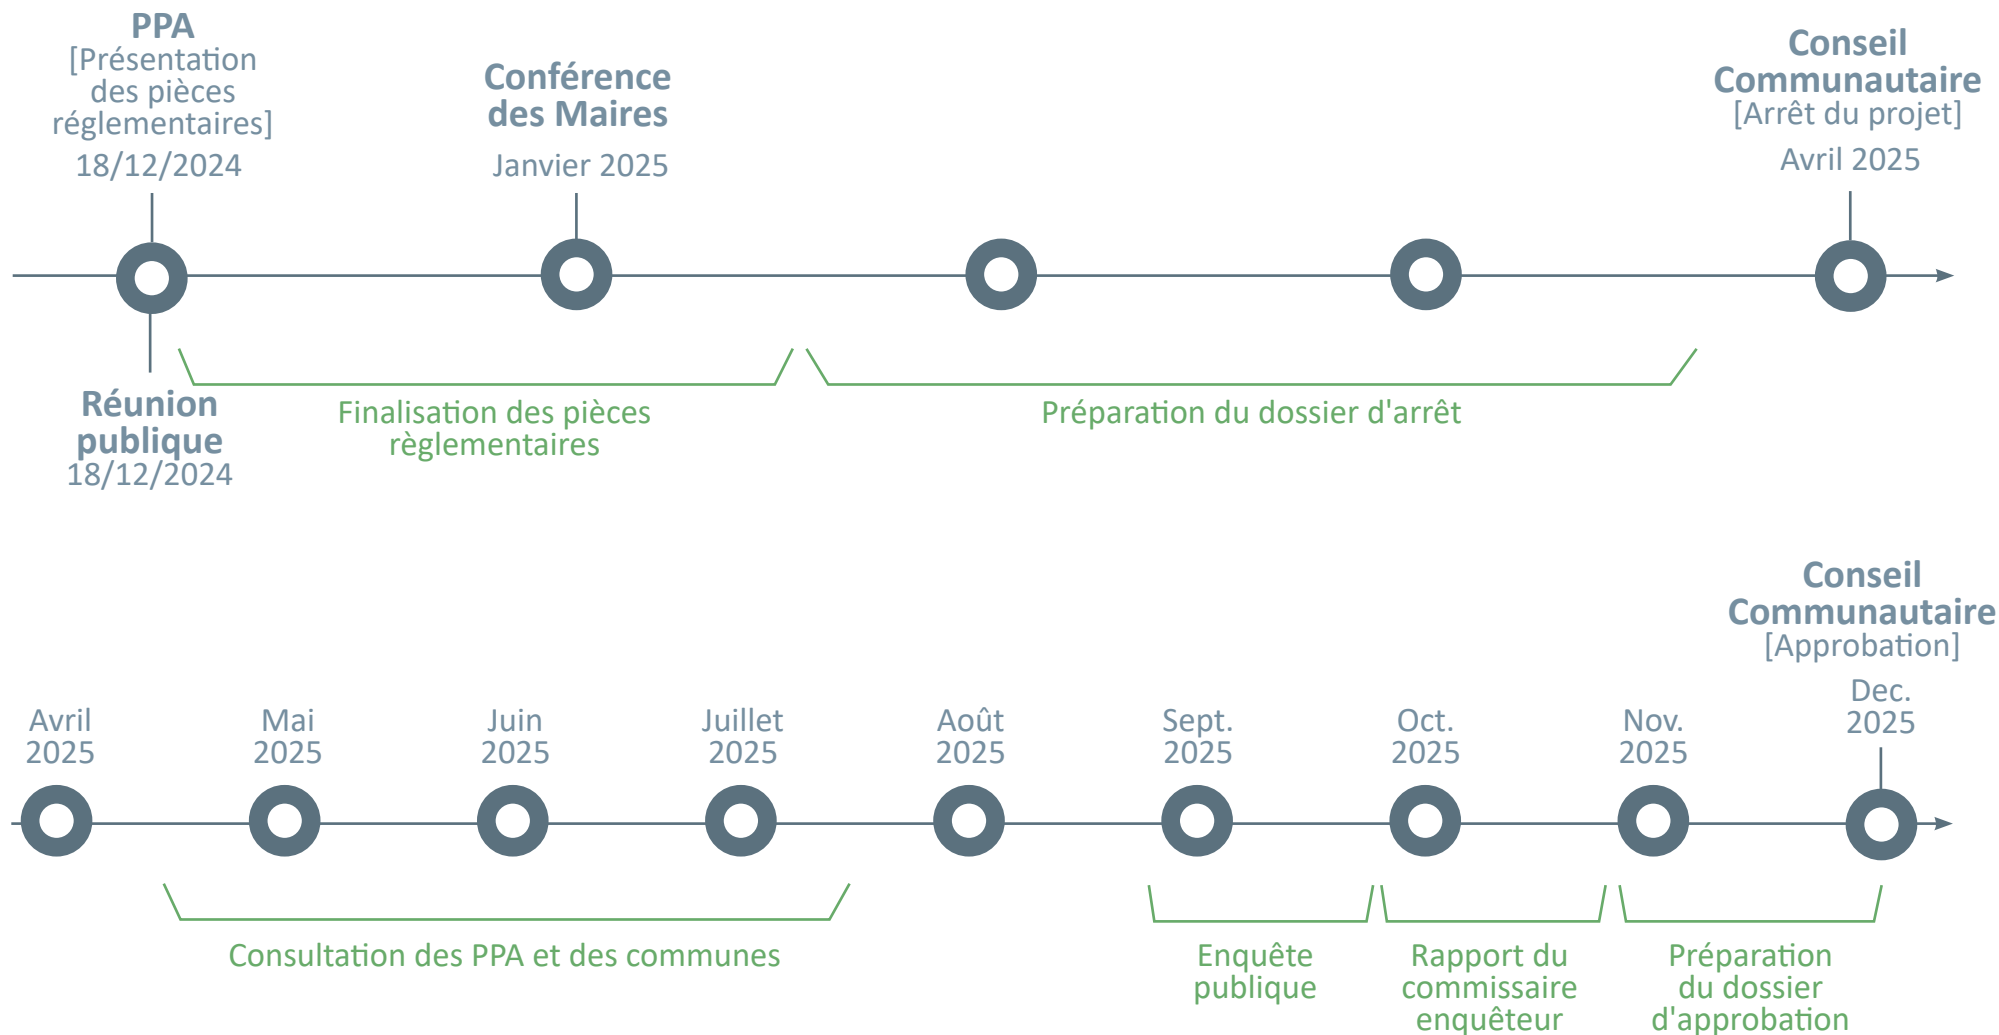 PPA
[Présentation
des pièces
réglementaires]
18/12/2024
Conférence
des Maires
Janvier 2025
Conseil
Communautaire
[Arrêt du projet]
Avril 2025
Réunion
publique
18/12/2024
Finalisation des pièces
règlementaires
Préparation du dossier d'arrêt
Avril
2025
Mai
2025
Juin
2025
Juillet
2025
Août
2025
Sept.
2025
Oct.
2025
Nov.
2025
Conseil
Communautaire
[Approbation]
Dec.
2025
Consultation des PPA et des communes
Enquête
publique
Rapport du
commissaire
enquêteur
Préparation
du dossier
d'approbation